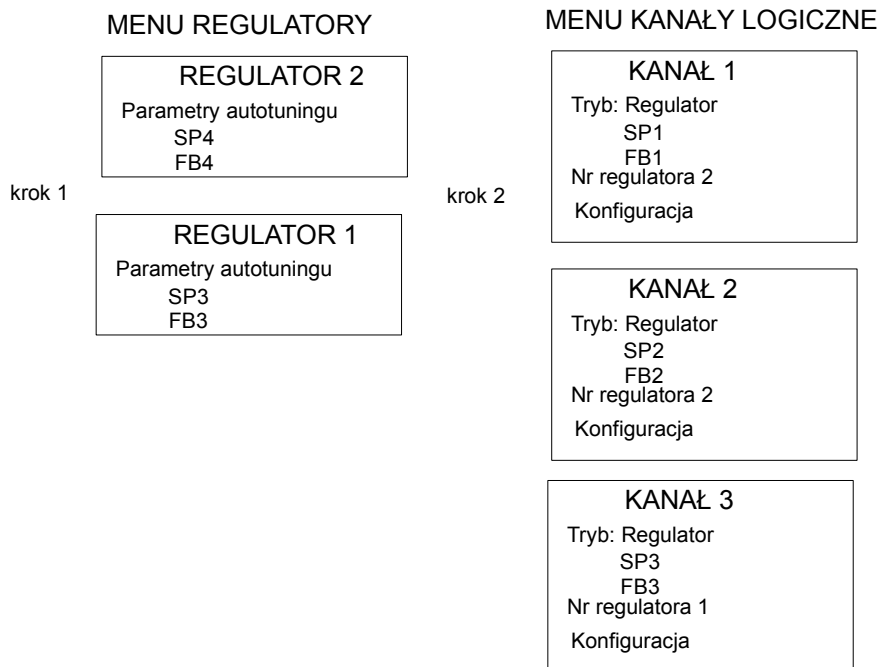 MENU REGULATORY
REGULATOR 2
Parametry autotuningu
SP4
FB4
krok 1
REGULATOR 1
Parametry autotuningu
SP3
FB3
MENU KANAŁY LOGICZNE
krok 2
KANAŁ 1
Tryb: Regulator
SP1
FB1
Nr regulatora 2
Konfiguracja
KANAŁ 2
Tryb: Regulator
SP2
FB2
Nr regulatora 2
Konfiguracja
KANAŁ 3
Tryb: Regulator
SP3
FB3
Nr regulatora 1
Konfiguracja